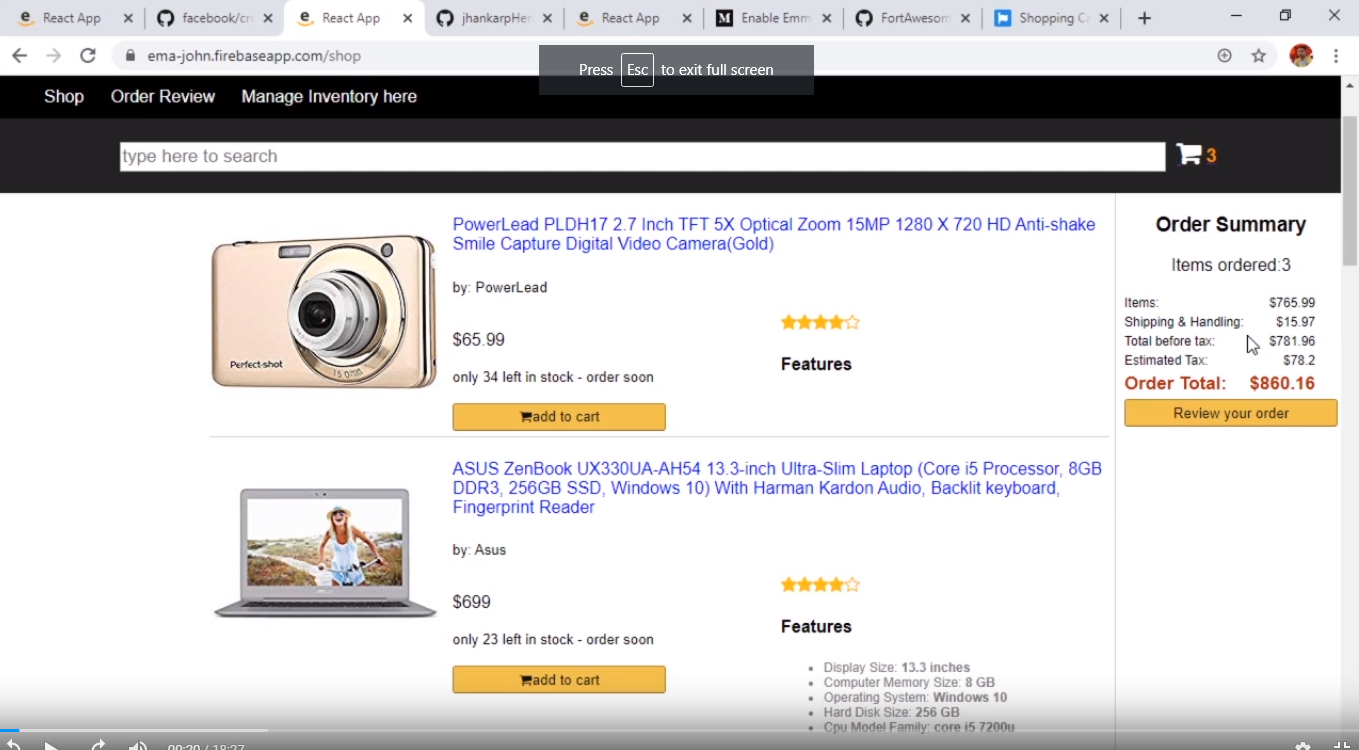 React App
facebook/cre
React App
jhankarpHer
React App
Enable Emm
FortAwesom
Shopping Ca
ema-john.firebaseapp.com/shop
Press Esc to exit full screen
Shop Order Review Manage Inventory here
type here to search
3
PowerLead PLDH17 2.7 Inch TFT 5X Optical Zoom 15MP 1280 X 720 HD Anti-shake
Smile Capture Digital Video Camera(Gold)
by: PowerLead
$65.99
only 34 left in stock - order soon
add to cart
Features
Perfect-shot
Order Summary
Items ordered:3
Items: $765.99
Shipping & Handling: $15.97
Total before tax: $781.96
Estimated Tax: $78.2
Order Total: $860.16
Review your order
ASUS ZenBook UX330UA-AH54 13.3-inch Ultra-Slim Laptop (Core i5 Processor, 8GB
DDR3, 256GB SSD, Windows 10) With Harman Kardon Audio, Backlit keyboard,
Fingerprint Reader
by: Asus
$699
only 23 left in stock - order soon
add to cart
Features
Display Size: 13.3 inches
Computer Memory Size: 8 GB
Operating System: Windows 10
Hard Disk Size: 256 GB
Cpu Model Family: core i5 7200u
00:20 / 18:27